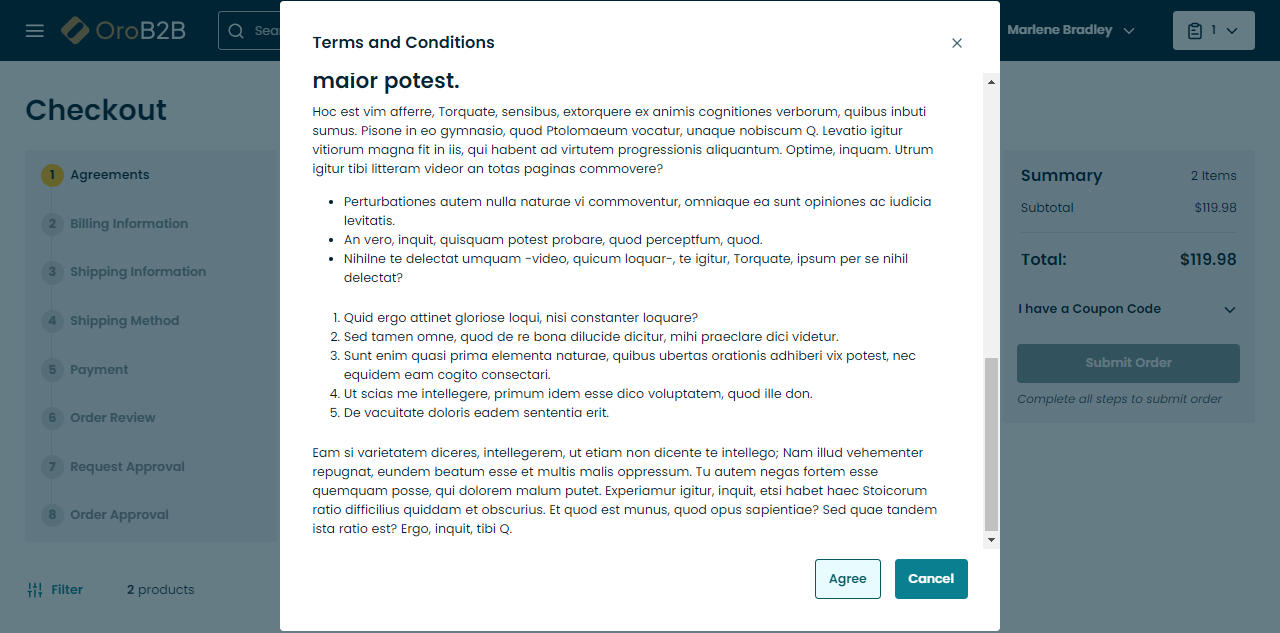 OroB2B
Sear
Marlene Bradley
1
Checkout
1 Agreements
2 Billing Information
3 Shipping Information
4 Shipping Method
5 Payment
6 Order Review
7 Request Approval
8 Order Approval
Filter
2 products
Terms and Conditions
maior potest.
Hoc est vim afferre, Torquate, sensibus, extorquere ex animis cognitiones verborum, quibus inbuti
sumus. Pisone in eo gymnasio, quod Ptolomaeum vocatur, unaque nobiscum Q. Levatio igitur
vitiorum magna fit in iis, qui habent ad virtutem progressionis aliquantum. Optime, inquam. Utrum
igitur tibi litteram videor an totas paginas commovere?
• Perturbationes autem nulla naturae vi commoventur, omniaque ea sunt opiniones ac iudicia
levitatis.
• An vero, inquit, quisquam potest probare, quod perceptfum, quod.
• Nihilne te delectat umquam -video, quicum loquar-, te igitur, Torquate, ipsum per se nihil
delectat?
1. Quid ergo attinet gloriose loqui, nisi constanter loquare?
2. Sed tamen omne, quod de re bona dilucide dicitur, mihi praeclare dici videtur.
3. Sunt enim quasi prima elementa naturae, quibus ubertas orationis adhiberi vix potest, nec
equidem eam cogito consectari.
4. Ut scias me intellegere, primum idem esse dico voluptatem, quod ille don.
5. De vacuitate doloris eadem sententia erit.
Eam si varietatem diceres, intellegerem, ut etiam non dicente te intellego; Nam illud vehementer
repugnat, eundem beatum esse et multis malis oppressum. Tu autem negas fortem esse
quemquam posse, qui dolorem malum putet. Experiamur igitur, inquit, etsi habet haec Stoicorum
ratio difficilius quiddam et obscurius. Et quod est munus, quod opus sapientiae? Sed quae tandem
ista ratio est? Ergo, inquit, tibi Q.
Agree
Cancel
Summary 2 Items
Subtotal $119.98
Total: $119.98
I have a Coupon Code
Submit Order
Complete all steps to submit order